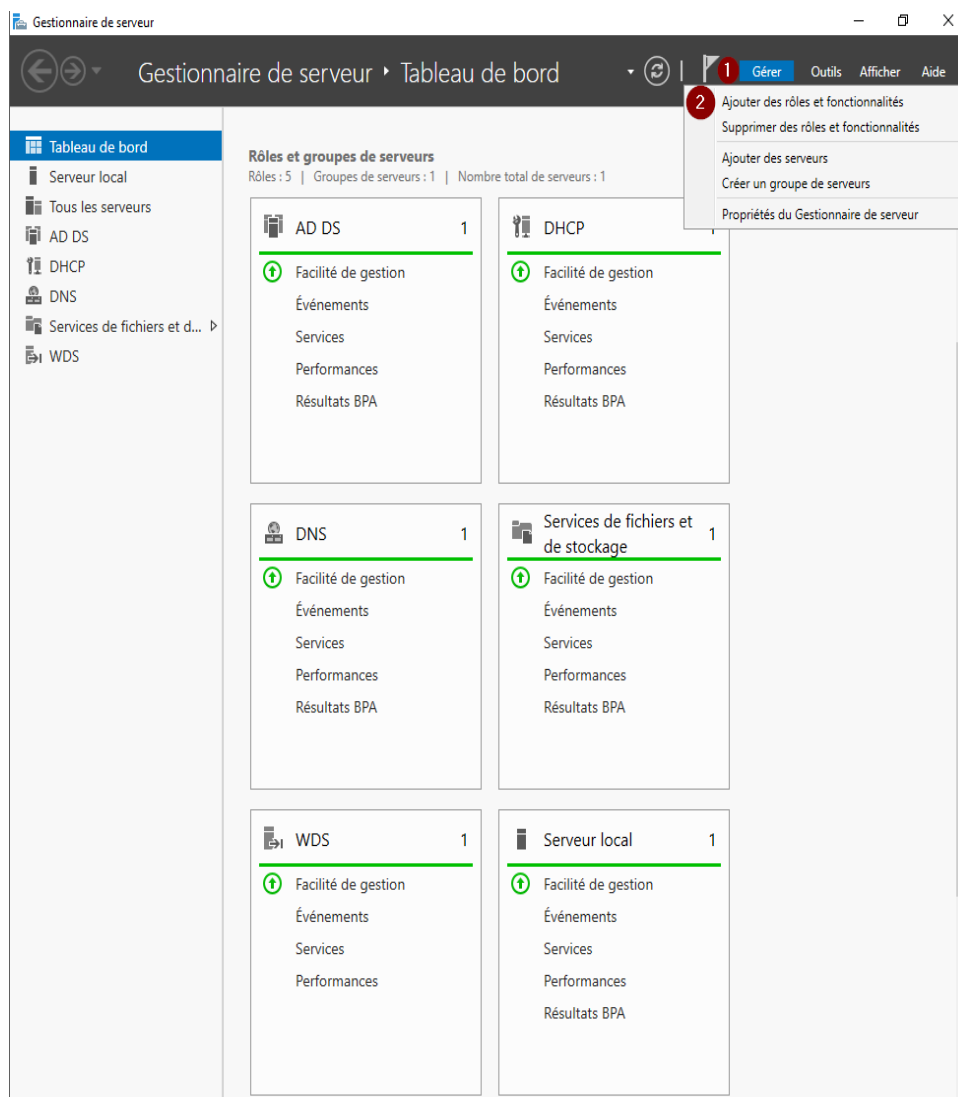 Gestionnaire de serveur
Gestionnaire de serveur ‣ Tableau de bord
1
Gérer
Outils
Afficher
Aide
2
Ajouter des rôles et fonctionnalités
Supprimer des rôles et fonctionnalités
Ajouter des serveurs
Créer un groupe de serveurs
Propriétés du Gestionnaire de serveur
Tableau de bord
Serveur local
Tous les serveurs
AD DS
DHCP
DNS
Services de fichiers et d...
WDS
Rôles et groupes de serveurs
Rôles : 5 | Groupes de serveurs : 1 | Nombre total de serveurs : 1
AD DS 1
Facilité de gestion
Événements
Services
Performances
Résultats BPA
DHCP 1
Facilité de gestion
Événements
Services
Performances
Résultats BPA
DNS 1
Facilité de gestion
Événements
Services
Performances
Résultats BPA
Services de fichiers et
de stockage 1
Facilité de gestion
Événements
Services
Performances
Résultats BPA
WDS 1
Facilité de gestion
Événements
Services
Performances
Serveur local 1
Facilité de gestion
Événements
Services
Performances
Résultats BPA